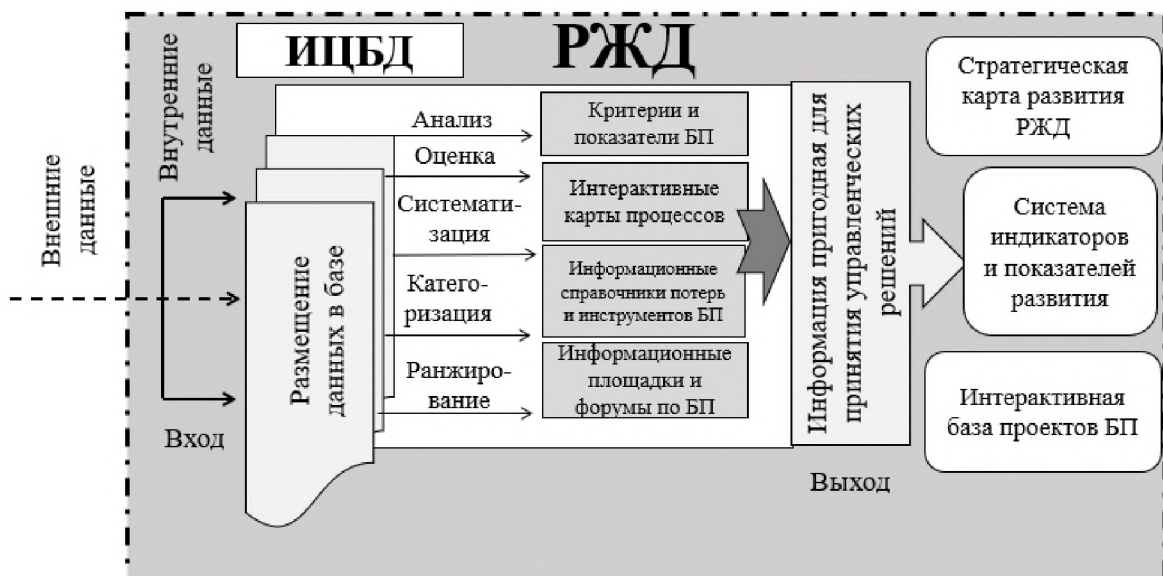 ИЦБД
РЖД
Внешние
данные
Внутренние
данные
Вход
Размещение
данных в базе
Анализ
Оценка
Системати-
зация
Катего-
ризация
Ранжиро-
вание
Критерии и
показатели БП
Интерактивные
карты процессов
Информационные
справочники потерь
и инструментов БП
Информационные
площадки и
форумы по БП
Информация пригодная для
принятия управленческих
решений
Выход
Стратегическая
карта развития
РЖД
Система
индикаторов
и показателей
развития
Интерактивная
база проектов БП